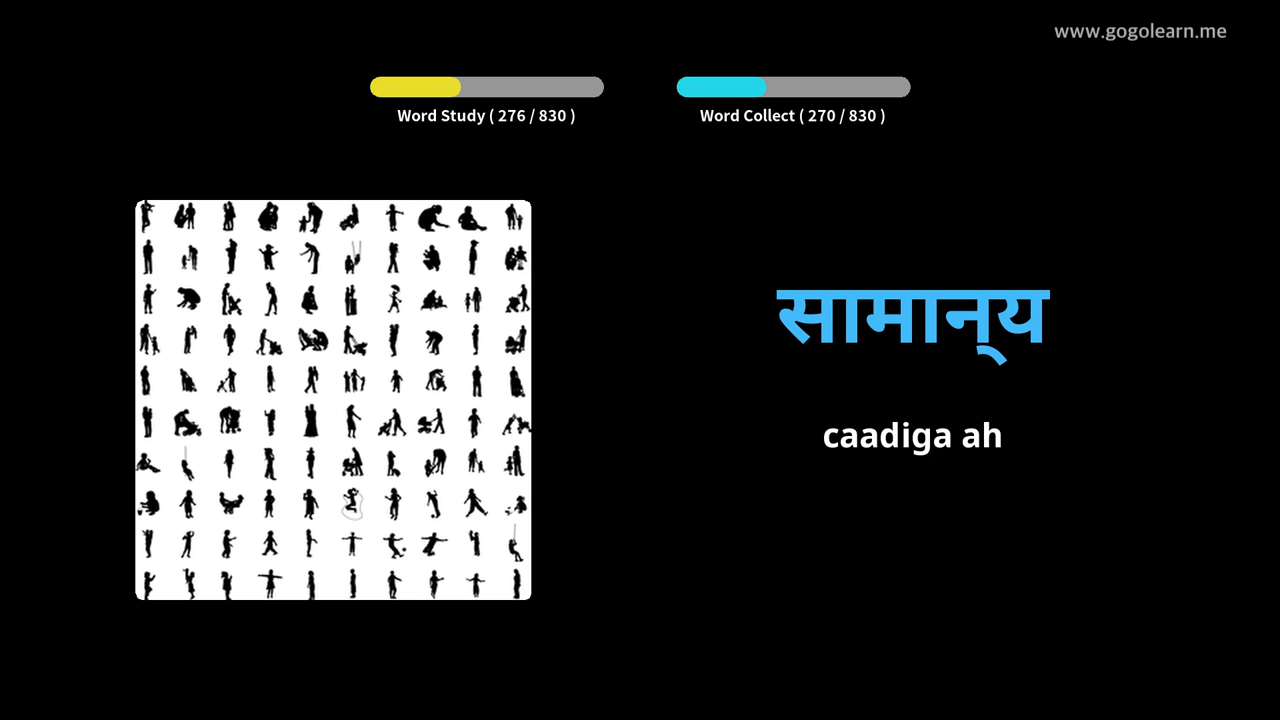 www.gogolearn.me
Word Study ( 276 / 830 )
Word Collect ( 270 / 830 )
सामान्‌य
caadiga ah